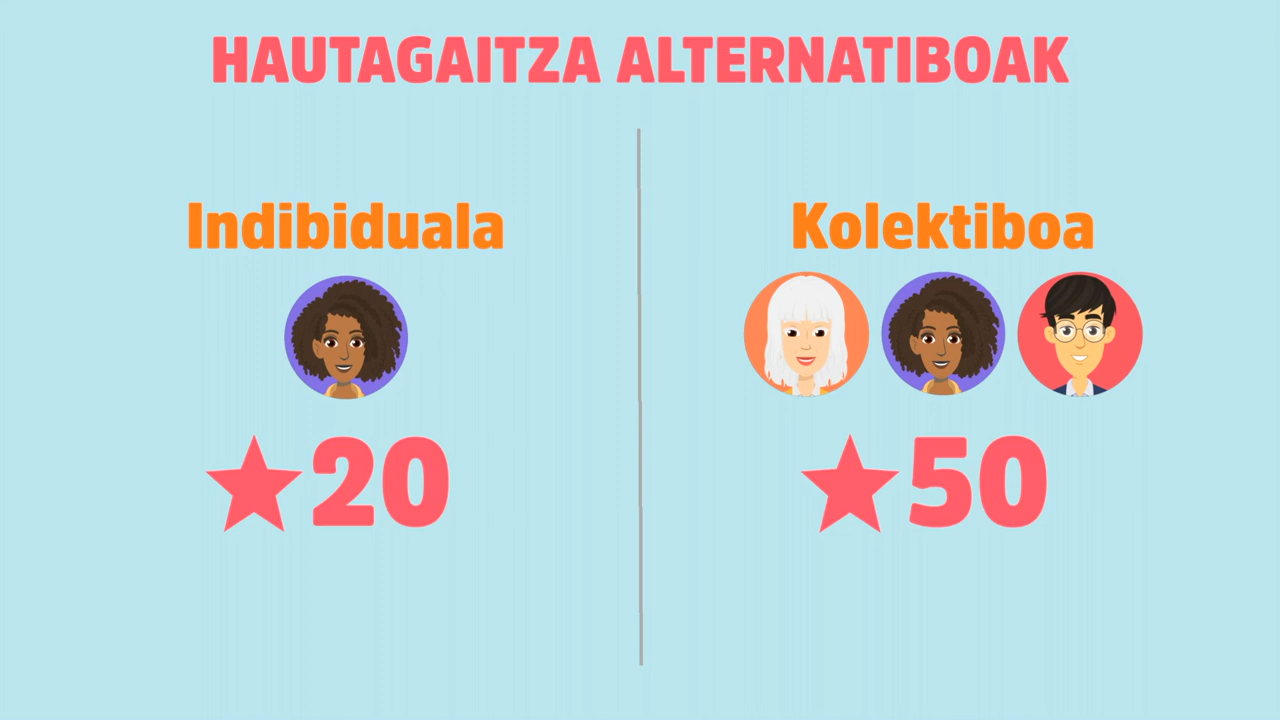 HAUTAGAITZA ALTERNATIBOAK
Indibiduala
★20
Kolektiboa
★50